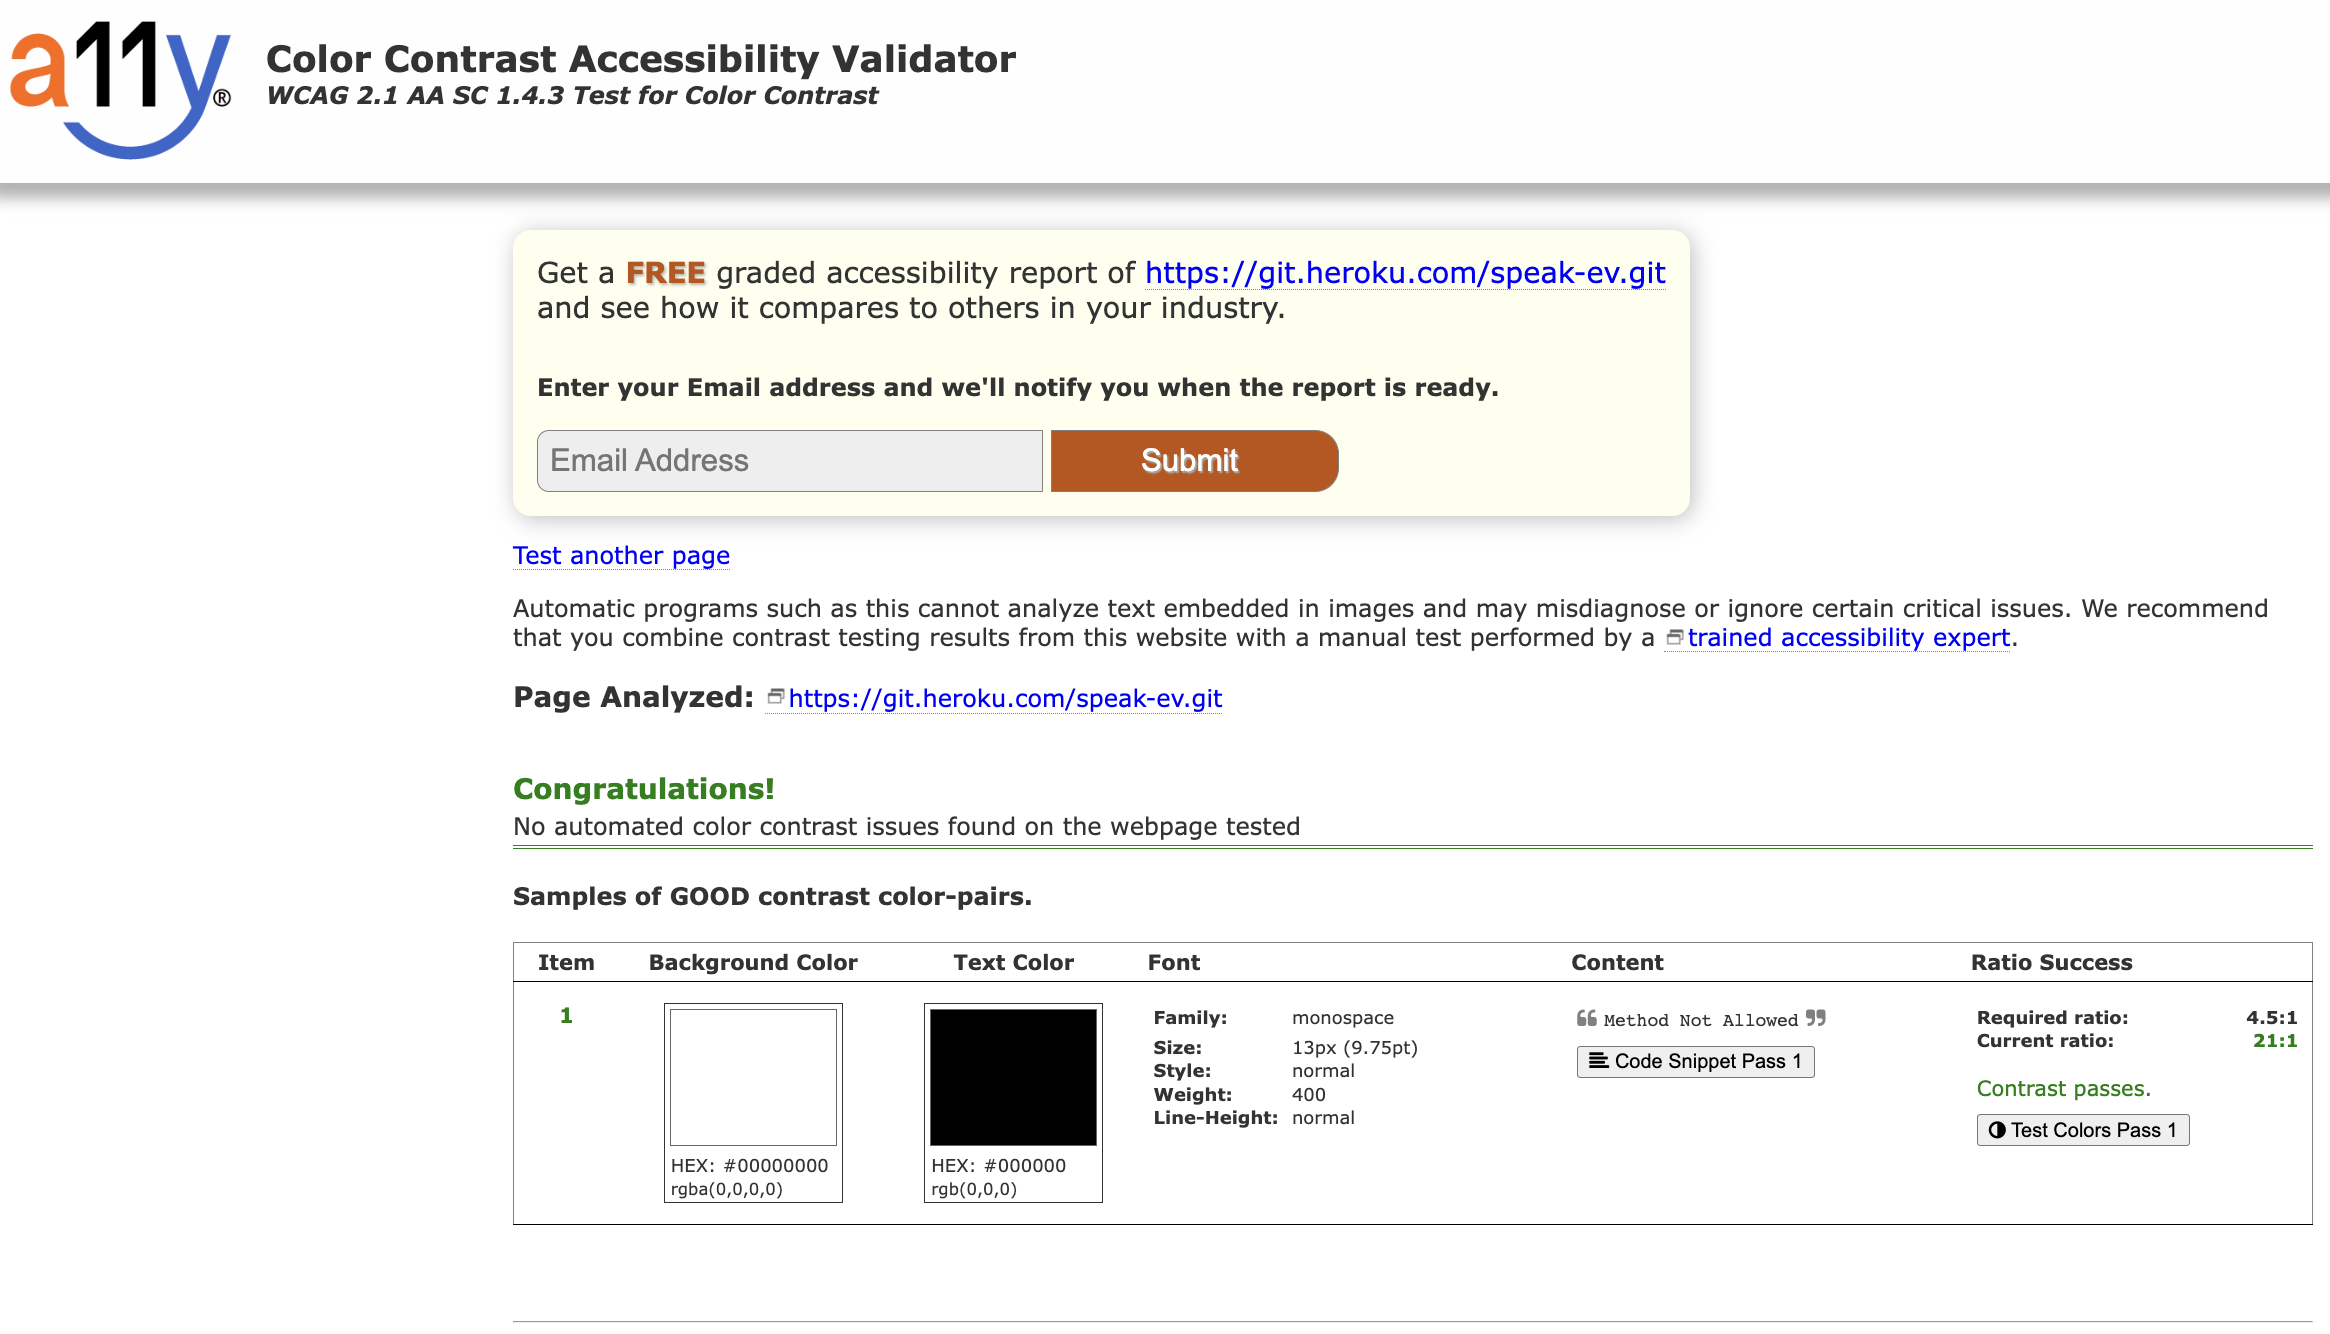 a11y®
Color Contrast Accessibility Validator
WCAG 2.1 AA SC 1.4.3 Test for Color Contrast
Get a FREE graded accessibility report of https://git.heroku.com/speak-ev.git
and see how it compares to others in your industry.
Enter your Email address and we'll notify you when the report is ready.
Email Address
Submit
Test another page
Automatic programs such as this cannot analyze text embedded in images and may misdiagnose or ignore certain critical issues. We recommend
that you combine contrast testing results from this website with a manual test performed by a trained accessibility expert.
Page Analyzed: https://git.heroku.com/speak-ev.git
Congratulations!
No automated color contrast issues found on the webpage tested
Samples of GOOD contrast color-pairs.
Item Background Color Text Color Font Content Ratio Success
1
HEX: #00000000
rgba(0,0,0,0)
HEX: #000000
rgb(0,0,0)
Family: monospace
Size: 13px (9.75pt)
Style: normal
Weight: 400
Line-Height: normal
❝ Method Not Allowed ❞
Code Snippet Pass 1
Required ratio: 4.5:1
Current ratio: 21:1
Contrast passes.
Test Colors Pass 1